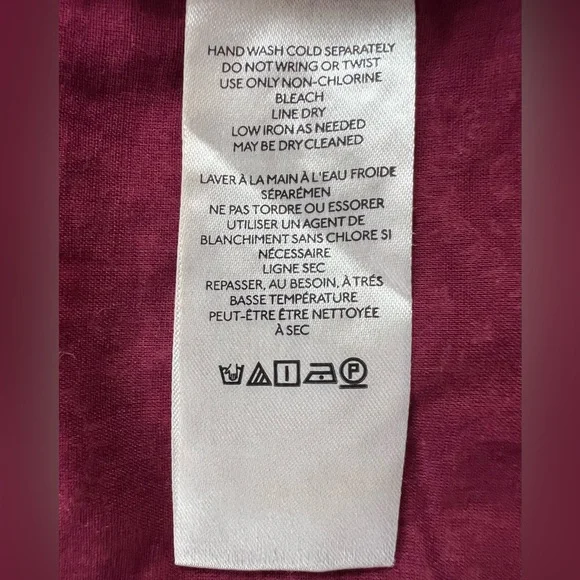 HAND WASH COLD SEPARATELY
DO NOT WRING OR TWIST
USE ONLY NON-CHLORINE
BLEACH
LINE DRY
LOW IRON AS NEEDED
MAY BE DRY CLEANED
LAVER À LA MAIN À L'EAU FROIDE
SÉPARÉMEN
NE PAS TORDRE OU ESSORER
UTILISER UN AGENT DE
BLANCHIMENT SANS CHLORE SI
NÉCESSAIRE
LIGNE SEC
REPASSER, AU BESOIN, À TRÉS
BASSE TEMPÉRATURE
PEUT-ÊTRE ÊTRE NETTOYÉE
À SEC
P